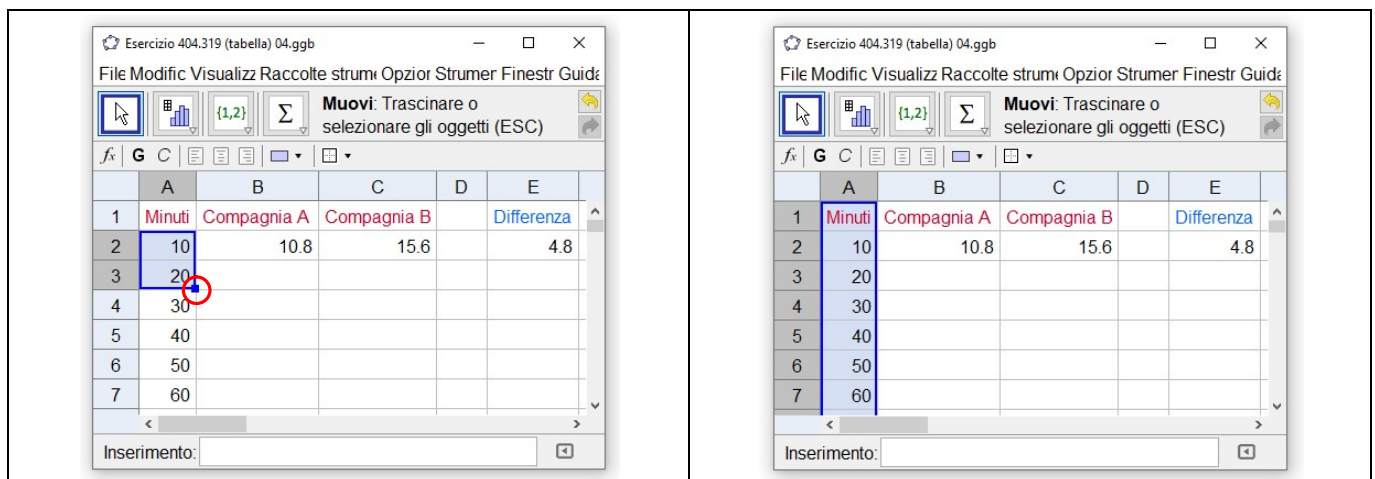 Esercizio 404.319 (tabella) 04.ggb
File Modific Visualizz Raccolte strume Opzior Strumer Finestr Guida
{1,2} Σ Muovi: Trascinare o
selezionare gli oggetti (ESC)
fx G C
A B C D E
1 Minuti Compagnia A Compagnia B Differenza
2 10 10.8 15.6 4.8
3 20
4 30
5 40
6 50
7 60
Inserimento:
Esercizio 404.319 (tabella) 04.ggb
File Modific Visualizz Raccolte strume Opzior Strumer Finestr Guida
{1,2} Σ Muovi: Trascinare o
selezionare gli oggetti (ESC)
fx G C
A B C D E
1 Minuti Compagnia A Compagnia B Differenza
2 10 10.8 15.6 4.8
3 20
4 30
5 40
6 50
7 60
Inserimento: